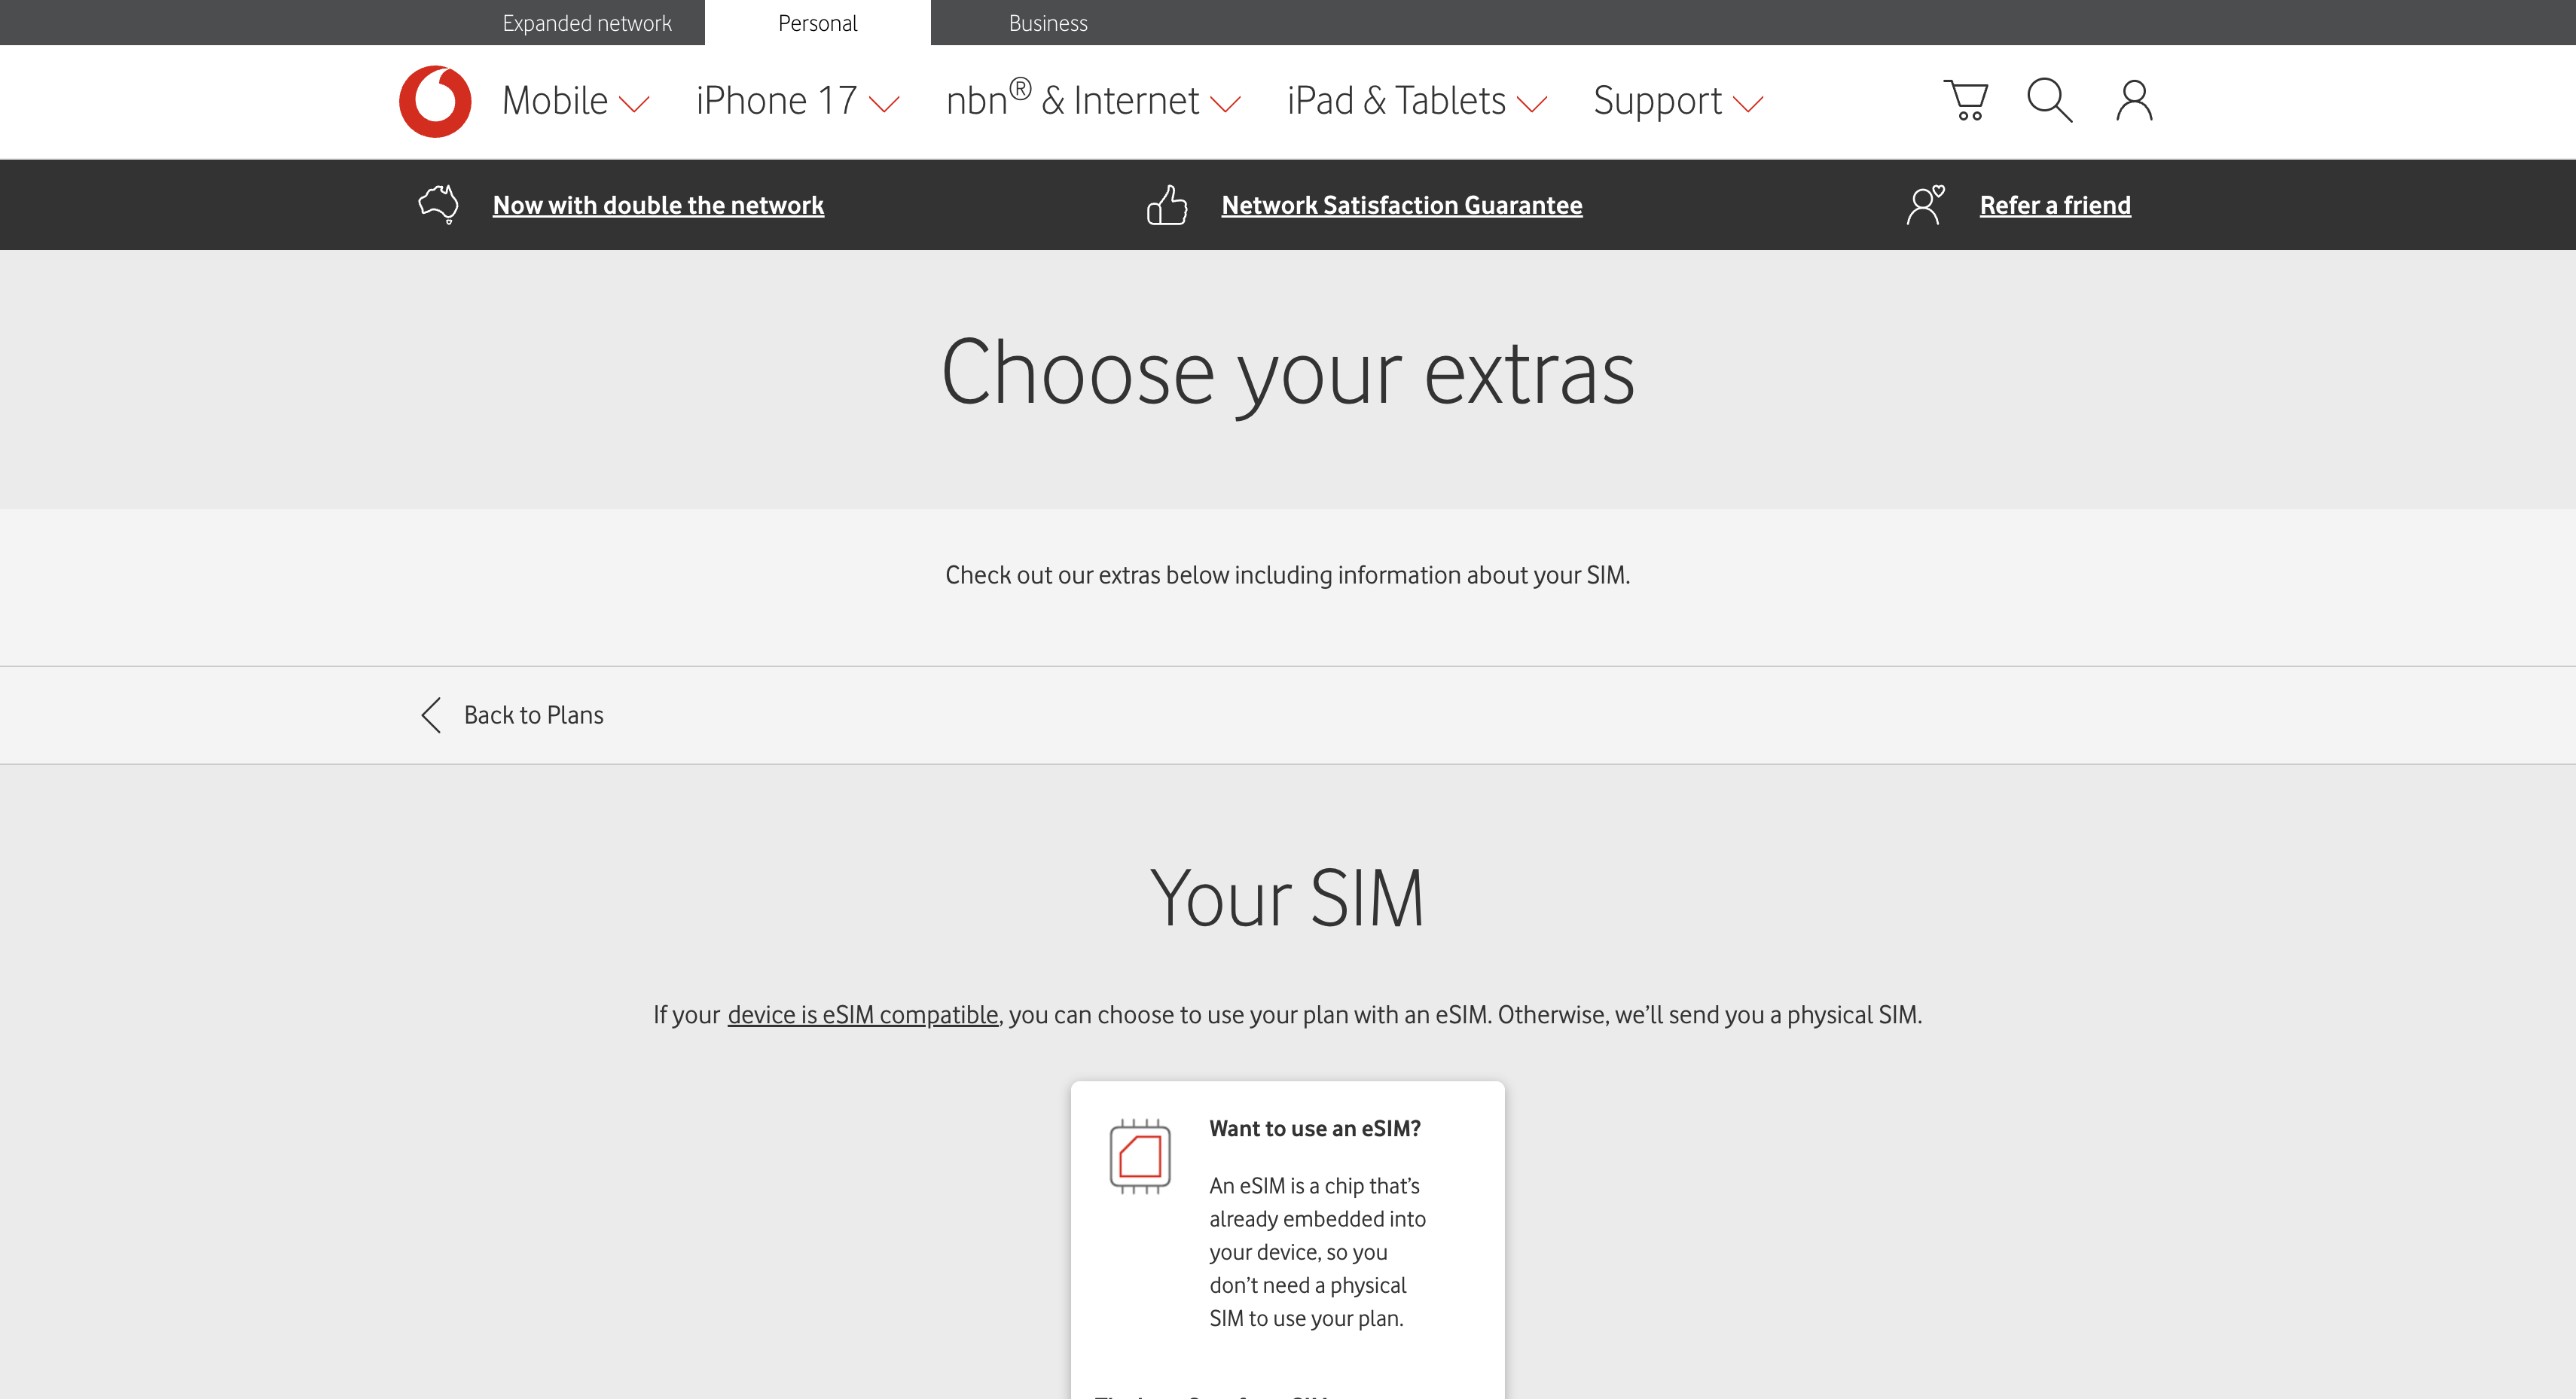 Expanded network
Personal
Business
Mobile
iPhone 17
nbn® & Internet
iPad & Tablets
Support
Now with double the network
Network Satisfaction Guarantee
Refer a friend
Choose your extras
Check out our extras below including information about your SIM.
Back to Plans
Your SIM
If your device is eSIM compatible, you can choose to use your plan with an eSIM. Otherwise, we’ll send you a physical SIM.
Want to use an eSIM?
An eSIM is a chip that’s
already embedded into
your device, so you
don’t need a physical
SIM to use your plan.